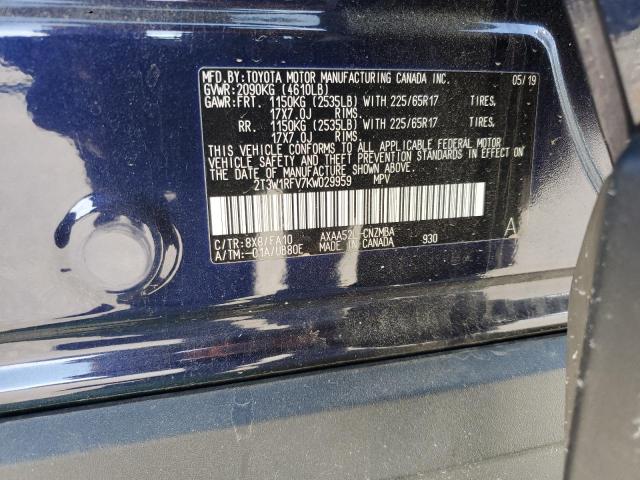 MFD.BY:TOYOTA MOTOR MANUFACTURING CANADA INC. 05/19
GVWR:2090KG (4610LB)
GAWR:FRT. 1150KG (2535LB) WITH 225/65R17 TIRES,
17X7.0J RIMS.
RR. 1150KG (2535LB) WITH 225/65R17 TIRES,
17X7.0J RIMS.
THIS VEHICLE CONFORMS TO ALL APPLICABLE FEDERAL MOTOR
VEHICLE SAFETY AND THEFT PREVENTION STANDARDS IN EFFECT ON
THE DATE OF MANUFACTURE SHOWN ABOVE.
2T3W1RFV7KW029959 MPV
C/TR:8X8/FA10 AXAA52L-CNZMBA A
A/TM:-01A/UB80E MADE IN CANADA 930